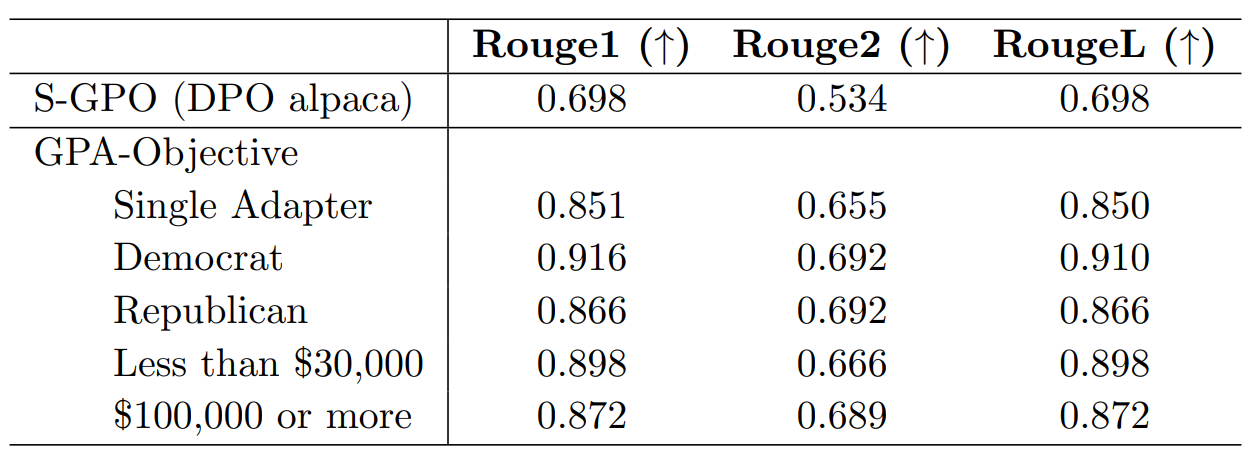 Rouge1 (↑) Rouge2 (↑) RougeL (↑)
S-GPO (DPO alpaca) 0.698 0.534 0.698
GPA-Objective
Single Adapter 0.851 0.655 0.850
Democrat 0.916 0.692 0.910
Republican 0.866 0.692 0.866
Less than $30,000 0.898 0.666 0.898
$100,000 or more 0.872 0.689 0.872